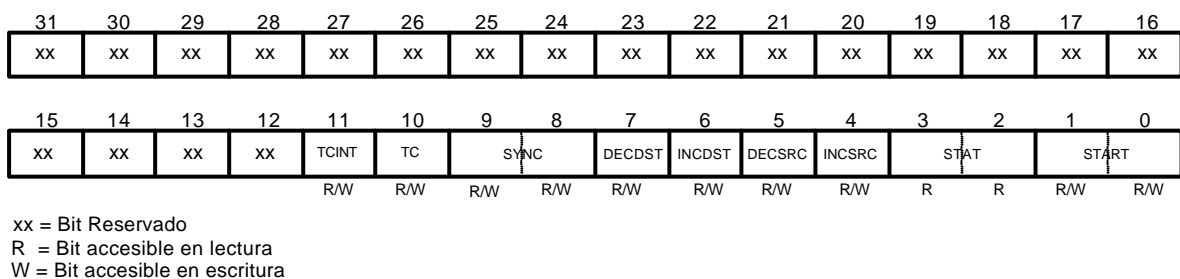 31 30 29 28 27 26 25 24 23 22 21 20 19 18 17 16
xx xx xx xx xx xx xx xx xx xx xx xx xx xx xx xx
15 14 13 12 11 10 9 8 7 6 5 4 3 2 1 0
xx xx xx xx TCINT TC SYNC DECDST INCDST DECSRC INCSRC STAT START
R/W R/W R/W R/W R/W R/W R/W R/W R R R/W R/W
xx = Bit Reservado
R = Bit accesible en lectura
W = Bit accesible en escritura